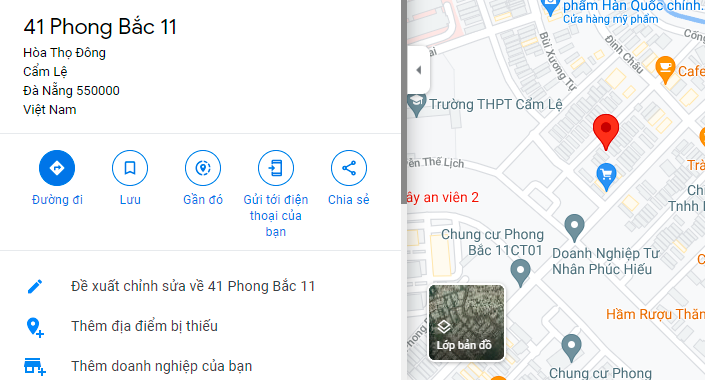 41 Phong Bắc 11
Hòa Thọ Đông
Cẩm Lệ
Đà Nẵng 550000
Việt Nam
Đường đi
Lưu
Gần đó
Gửi tới điện
thoại của
bạn
Chia sẻ
Đề xuất chỉnh sửa về 41 Phong Bắc 11
Thêm địa điểm bị thiếu
Thêm doanh nghiệp của bạn
phẩm Hàn Quốc chính.
Cửa hàng mỹ phẩm
Bùi Xương Tự
Đinh Châu
Cafe
Trường THPT Cẩm Lệ
yễn Thế Lịch
ây an viên 2
Trà
Chi
Tnhh
Chung cư Phong
Bắc 11CT01
Doanh Nghiệp Tư
Nhân Phúc Hiếu
Hầm Rượu Thăn
Lớp bản đồ
Phong
Chung cư Phong